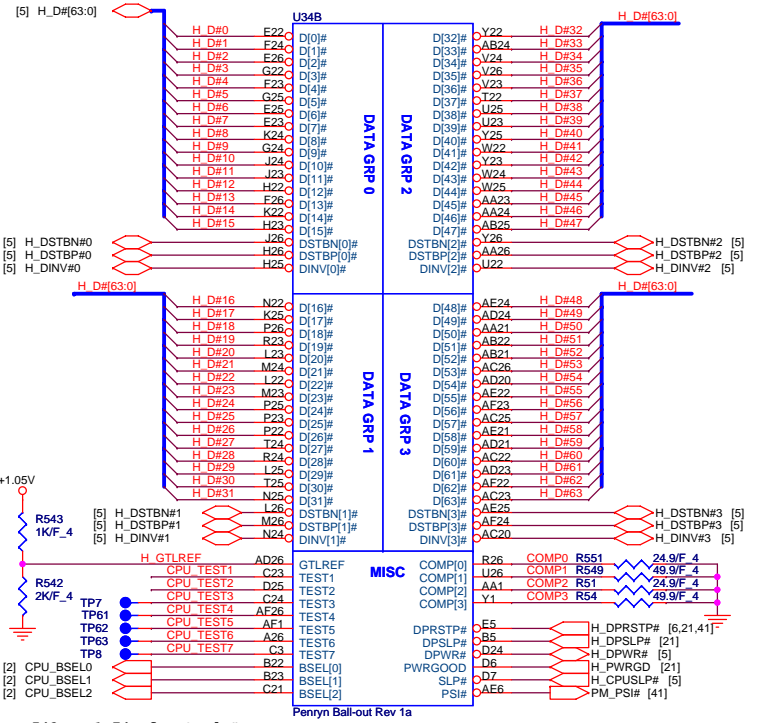 [5] H_D#[63:0]
U34B
H_D#[63:0]
H_D#0 E22 D[0]# D[32]# Y22 H_D#32
H_D#1 F24 D[1]# D[33]# AB24 H_D#33
H_D#2 E26 D[2]# D[34]# V24 H_D#34
H_D#3 G22 D[3]# D[35]# V26 H_D#35
H_D#4 F23 D[4]# D[36]# V23 H_D#36
H_D#5 G25 D[5]# D[37]# T22 H_D#37
H_D#6 E25 D[6]# D[38]# U25 H_D#38
H_D#7 E23 D[7]# D[39]# U23 H_D#39
H_D#8 K24 D[8]# D[40]# Y25 H_D#40
H_D#9 G24 D[9]# D[41]# W22 H_D#41
H_D#10 J24 D[10]# D[42]# Y23 H_D#42
H_D#11 J23 D[11]# D[43]# W24 H_D#43
H_D#12 H22 D[12]# D[44]# W25 H_D#44
H_D#13 F26 D[13]# D[45]# AA23 H_D#45
H_D#14 K22 D[14]# D[46]# AA24 H_D#46
H_D#15 H23 D[15]# D[47]# AB25 H_D#47
[5] H_DSTBN#0 J26 DSTBN[0]# DSTBN[2]# Y26 H_DSTBN#2 [5]
[5] H_DSTBP#0 H26 DSTBP[0]# DSTBP[2]# AA26 H_DSTBP#2 [5]
[5] H_DINV#0 H25 DINV[0]# DINV[2]# U22 H_DINV#2 [5]
DATA GRP 0
DATA GRP 2
H_D#[63:0]
H_D#[63:0]
H_D#16 N22 D[16]# D[48]# AE24 H_D#48
H_D#17 K25 D[17]# D[49]# AD24 H_D#49
H_D#18 P26 D[18]# D[50]# AA21 H_D#50
H_D#19 R23 D[19]# D[51]# AB22 H_D#51
H_D#20 L23 D[20]# D[52]# AB21 H_D#52
H_D#21 M24 D[21]# D[53]# AC26 H_D#53
H_D#22 L22 D[22]# D[54]# AD20 H_D#54
H_D#23 M23 D[23]# D[55]# AE22 H_D#55
H_D#24 P25 D[24]# D[56]# AF23 H_D#56
H_D#25 P23 D[25]# D[57]# AC25 H_D#57
H_D#26 P22 D[26]# D[58]# AE21 H_D#58
H_D#27 T24 D[27]# D[59]# AD21 H_D#59
H_D#28 R24 D[28]# D[60]# AC22 H_D#60
H_D#29 L25 D[29]# D[61]# AD23 H_D#61
H_D#30 T25 D[30]# D[62]# AF22 H_D#62
H_D#31 N25 D[31]# D[63]# AC23 H_D#63
[5] H_DSTBN#1 L26 DSTBN[1]# DSTBN[3]# AE25 H_DSTBN#3 [5]
[5] H_DSTBP#1 M26 DSTBP[1]# DSTBP[3]# AF24 H_DSTBP#3 [5]
[5] H_DINV#1 N24 DINV[1]# DINV[3]# AC20 H_DINV#3 [5]
DATA GRP 1
DATA GRP 3
+1.05V
R543
1K/F_4
R542
2K/F_4
MISC
H_GTLREF AD26 GTLREF COMP[0] R26 COMP0 R551 24.9/F_4
CPU_TEST1 C23 TEST1 COMP[1] U26 COMP1 R549 49.9/F_4
CPU_TEST2 D25 TEST2 COMP[2] AA1 COMP2 R51 24.9/F_4
TP7 CPU_TEST3 C24 TEST3 COMP[3] Y1 COMP3 R54 49.9/F_4
TP61 CPU_TEST4 AF26 TEST4
TP62 CPU_TEST5 AF1 TEST5 DPRSTP# E5 H_DPRSTP# [6,21,41]
TP63 CPU_TEST6 A26 TEST6 DPSLP# B5 H_DPSLP# [21]
TP8 CPU_TEST7 C3 TEST7 DPWR# D24 H_DPWR# [5]
[2] CPU_BSEL0 B22 BSEL[0] PWRGOOD D6 H_PWRGD [21]
[2] CPU_BSEL1 B23 BSEL[1] SLP# D7 H_CPUSLP# [5]
[2] CPU_BSEL2 C21 BSEL[2] PSI# AE6 PM_PSI# [41]
Penryn Ball-out Rev 1a